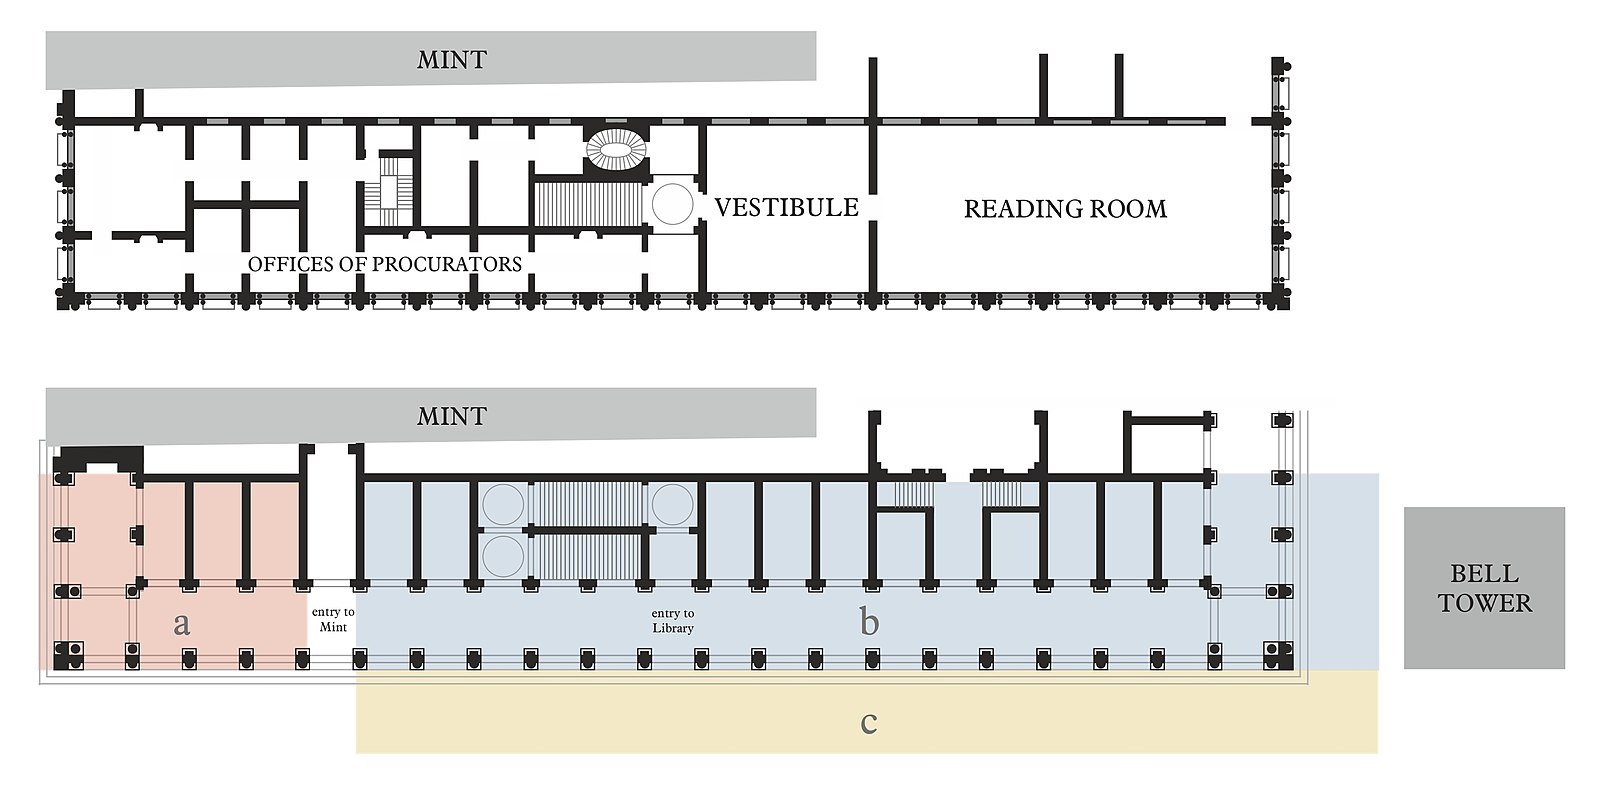 MINT
VESTIBULE
READING ROOM
OFFICES OF PROCURATORS
MINT
BELL
TOWER
a
entry to
Mint
entry to
Library
b
c